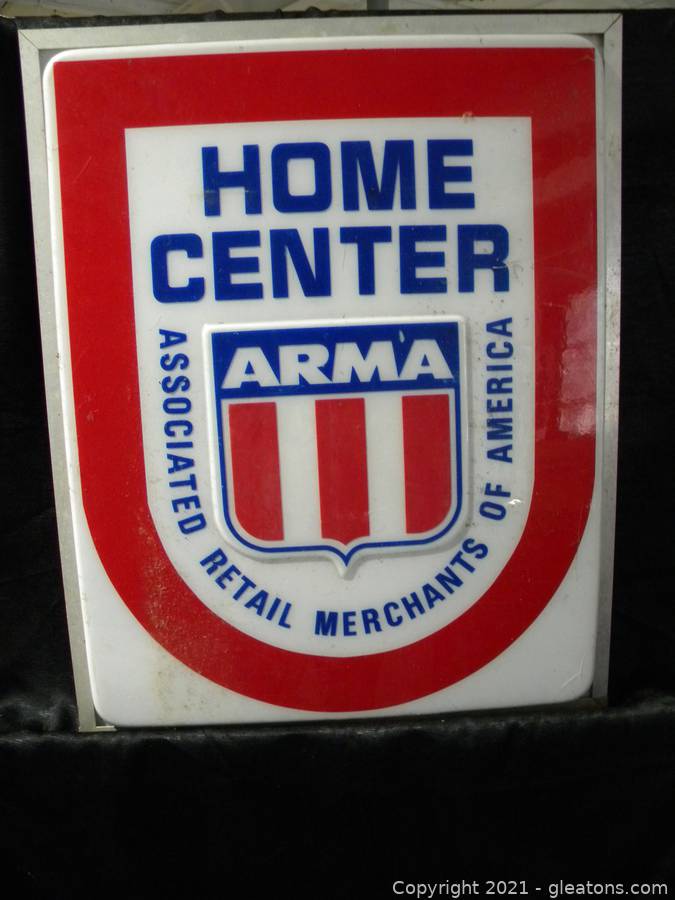 HOME
CENTER
ARMA
ASSOCIATED RETAIL MERCHANTS OF AMERICA
Copyright 2021 - gleatons.com